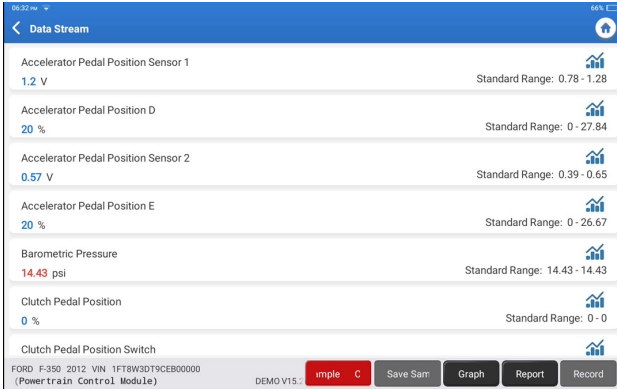 06:32 PM
66%
Data Stream
Accelerator Pedal Position Sensor 1
1.2 V
Standard Range: 0.78 - 1.28
Accelerator Pedal Position D
20 %
Standard Range: 0 - 27.84
Accelerator Pedal Position Sensor 2
0.57 V
Standard Range: 0.39 - 0.65
Accelerator Pedal Position E
20 %
Standard Range: 0 - 26.67
Barometric Pressure
14.43 psi
Standard Range: 14.43 - 14.43
Clutch Pedal Position
0 %
Standard Range: 0 - 0
Clutch Pedal Position Switch
FORD F-350 2012 VIN 1FT8W3DT9CEB00000
(Powertrain Control Module)
DEMO V15.2
imple C
Save Sam
Graph
Report
Record